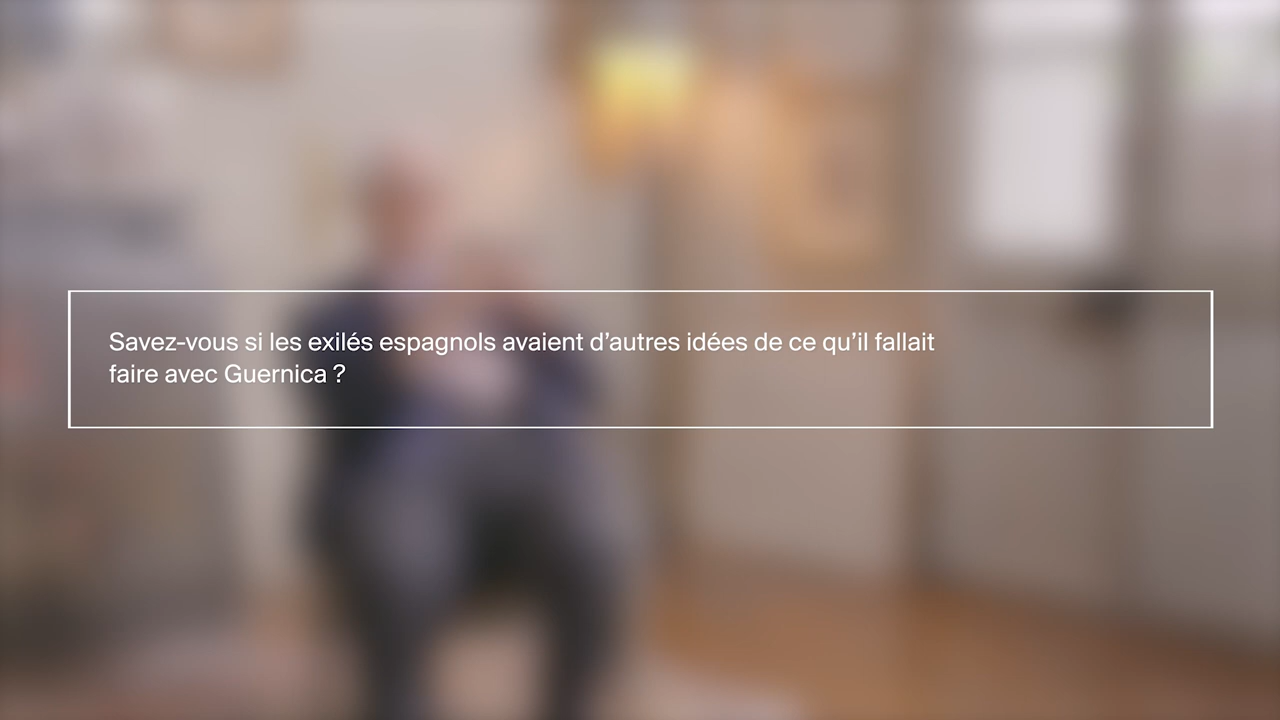 Savez-vous si les exilés espagnols avaient d’autres idées de ce qu’il fallait
faire avec Guernica ?